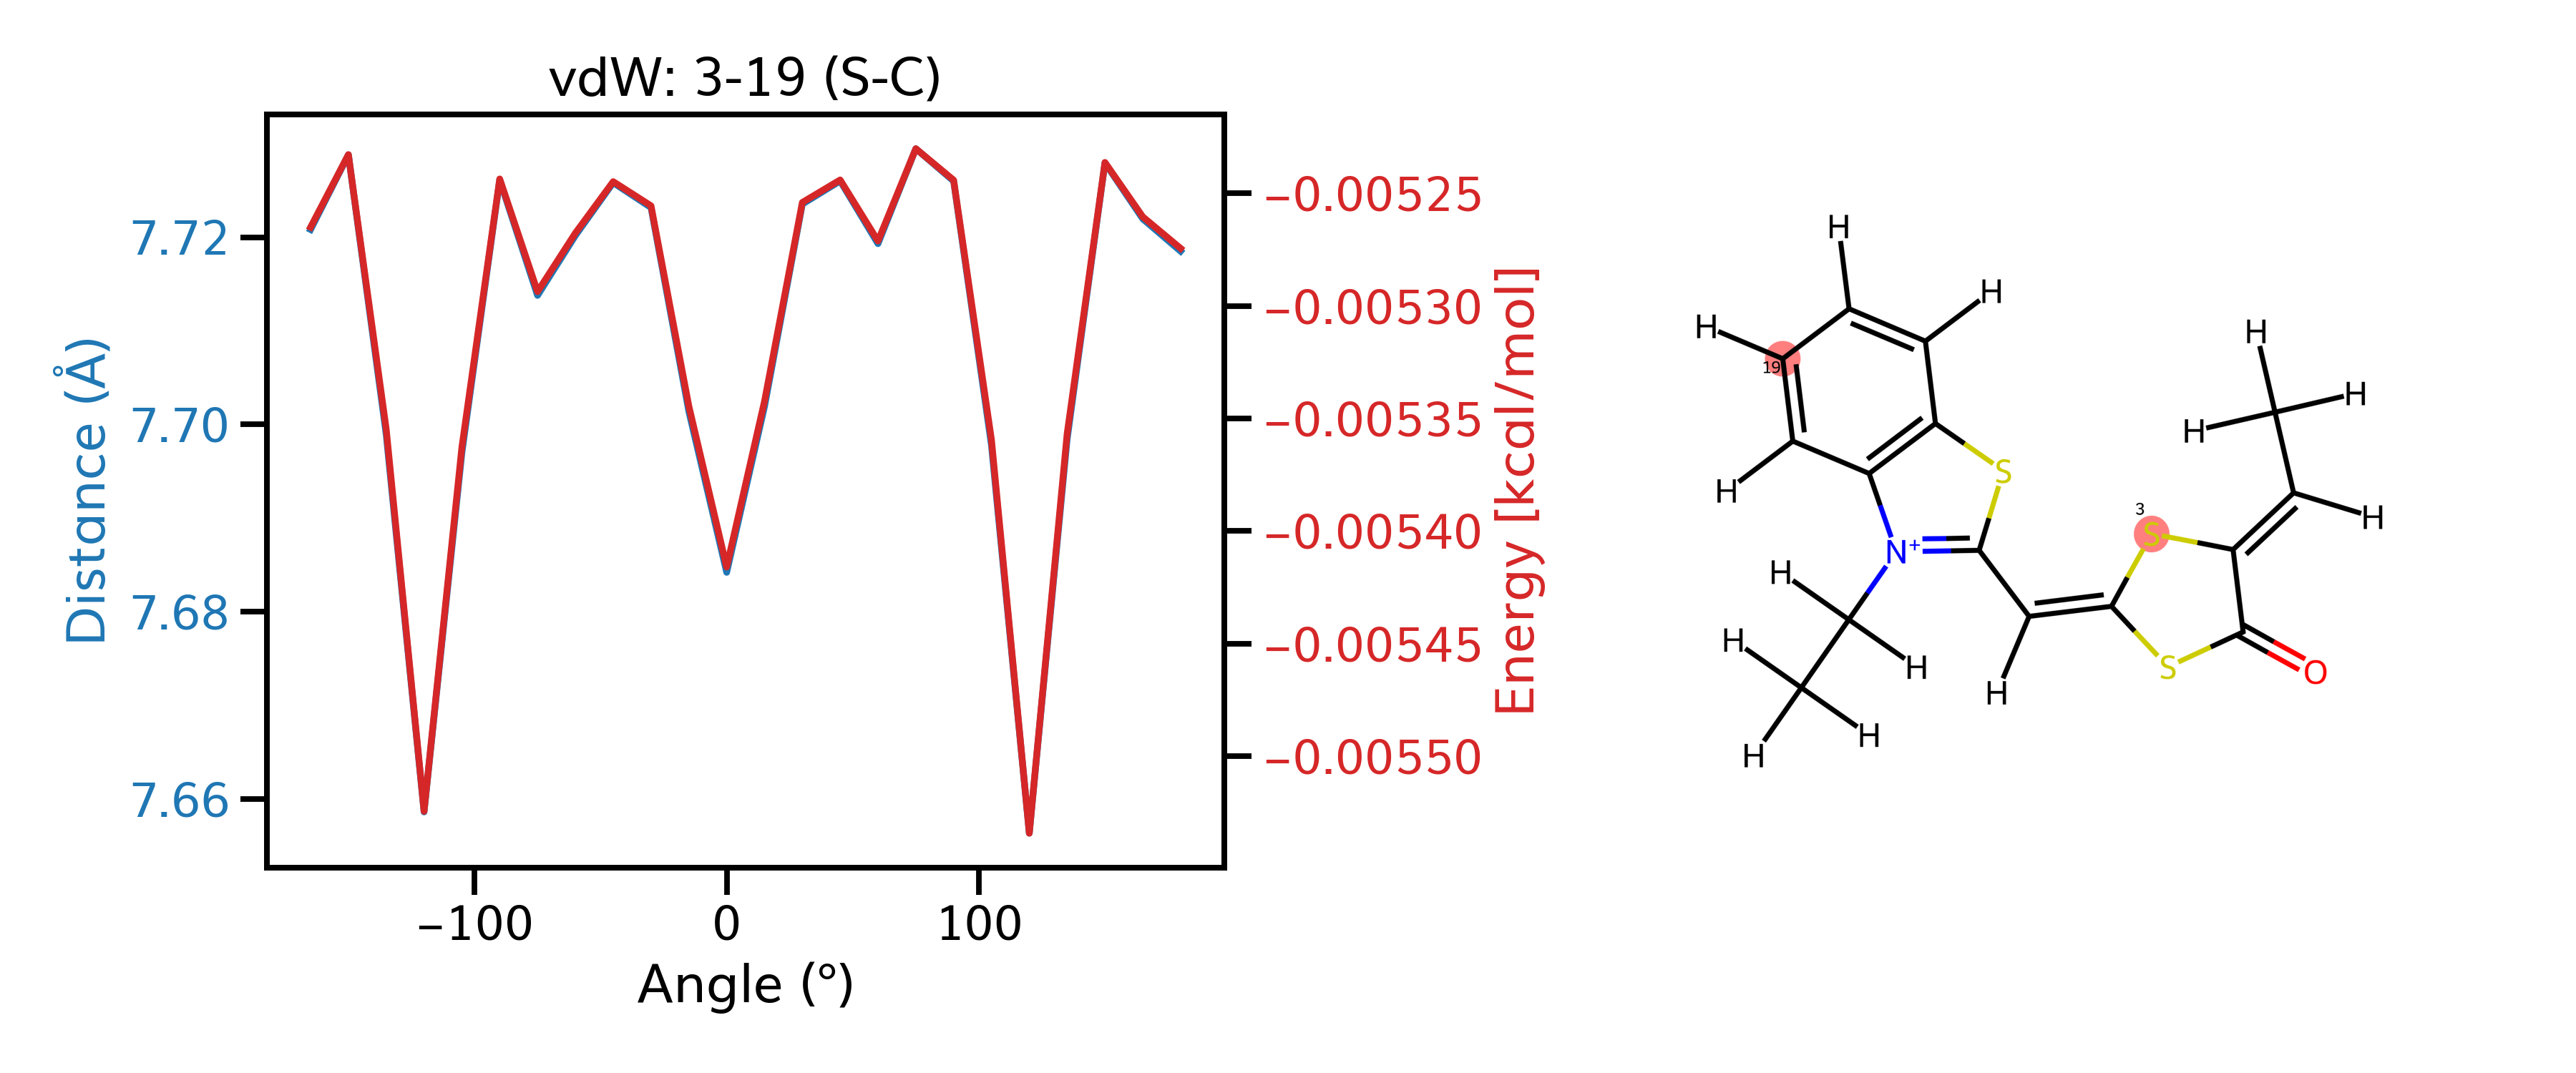 vdW: 3-19 (S-C)
Distance (Å)
7.72
7.70
7.68
7.66
−100
0
100
Angle (°)
−0.00525
−0.00530
−0.00535
−0.00540
−0.00545
−0.00550
Energy [kcal/mol]
H
H
H
H
H
H
19
H
S
3
S
H
N+
H
H
H
S
O
H
H
H